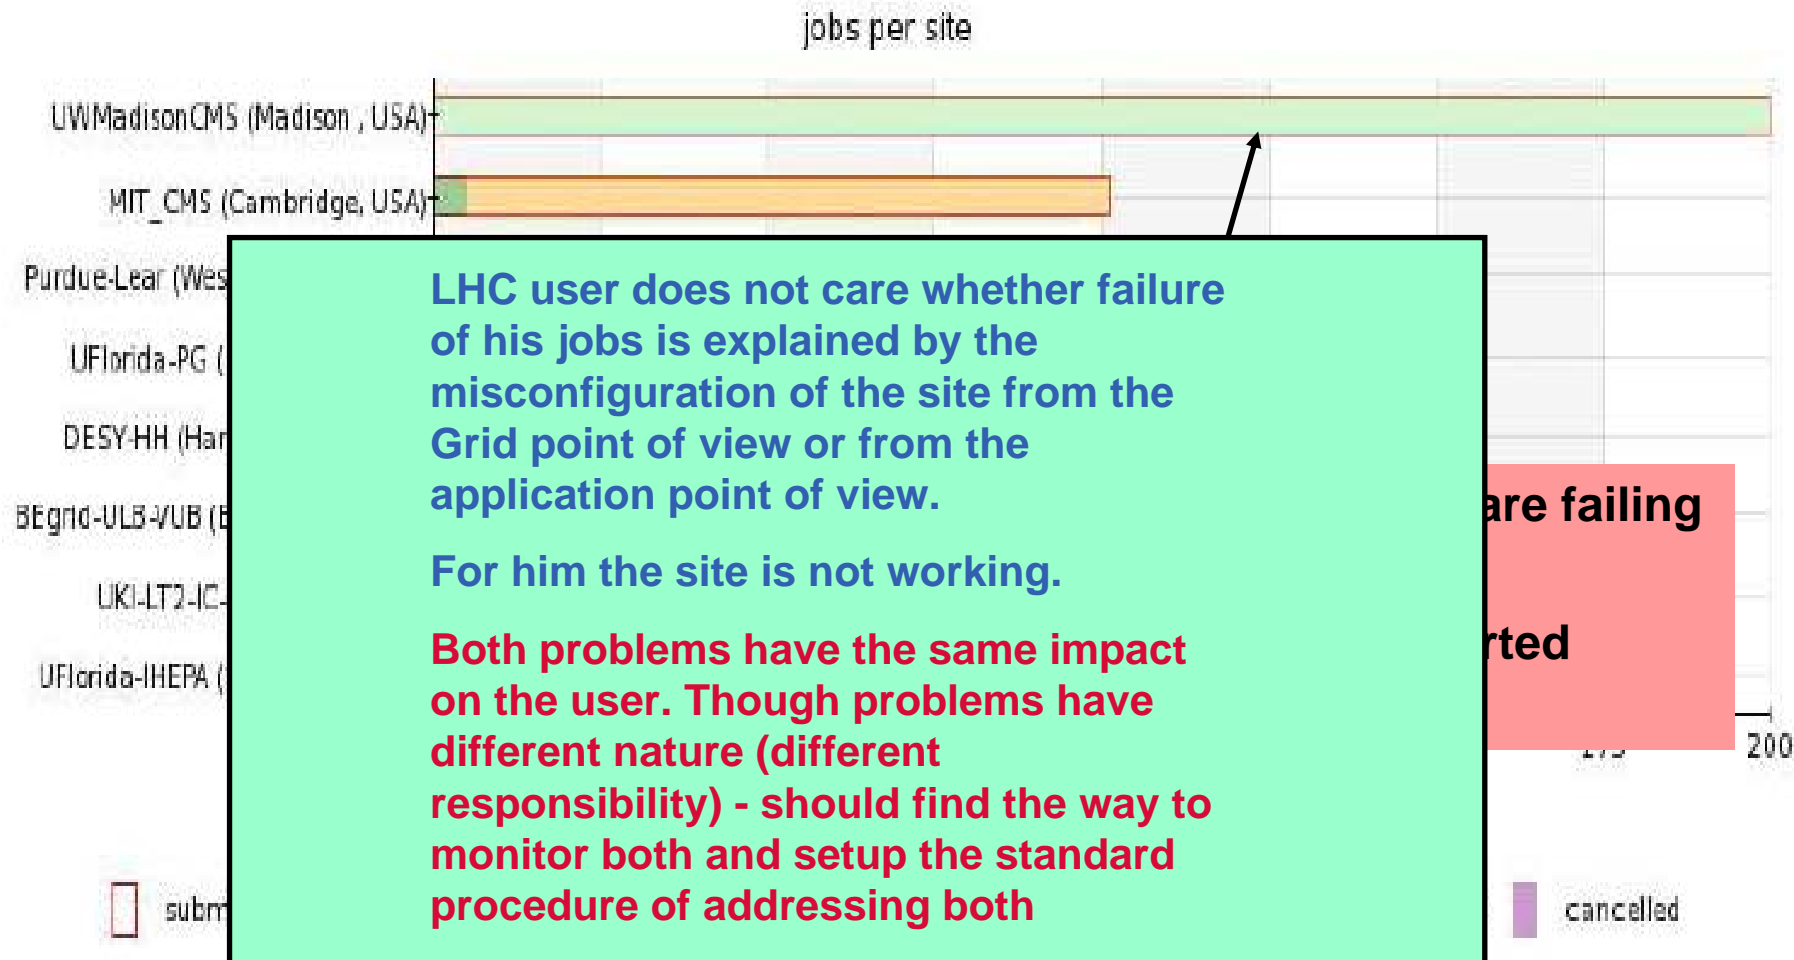 jobs per site
UWMadisonCMS (Madison , USA)
MIT_CMS (Cambridge, USA)
Purdue-Lear (Wes
UFlorida-PG (
DESY-HH (Har
BEgrid-ULB-VUB (B
UKI-LT2-IC-
UFlorida-IHEPA (
LHC user does not care whether failure
of his jobs is explained by the
misconfiguration of the site from the
Grid point of view or from the
application point of view.
For him the site is not working.
Both problems have the same impact
on the user. Though problems have
different nature (different
responsibility) - should find the way to
monitor both and setup the standard
procedure of addressing both
are failing
rted
200
subm
cancelled